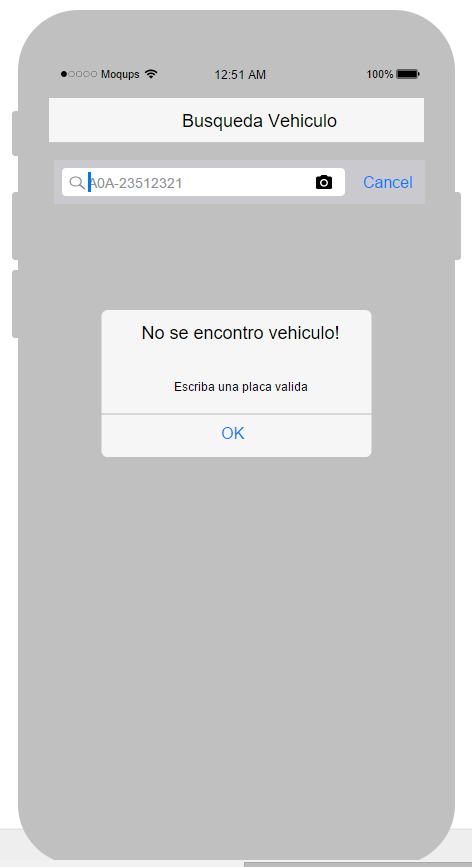 Moqups 12:51 AM 100%
Busqueda Vehiculo
A0A-23512321 Cancel
No se encontro vehiculo!
Escriba una placa valida
OK